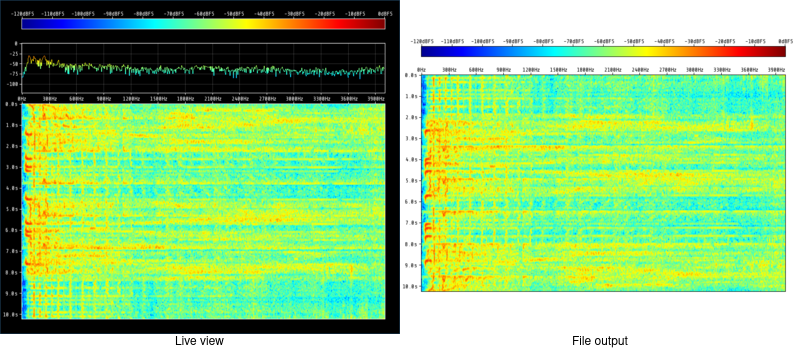 -120dBFS -110dBFS -100dBFS -90dBFS -80dBFS -70dBFS -60dBFS -50dBFS -40dBFS -30dBFS -20dBFS -10dBFS 0dBFS
0
-25
-50
-75
-100
0Hz 300Hz 600Hz 900Hz 1200Hz 1500Hz 1800Hz 2100Hz 2400Hz 2700Hz 3000Hz 3300Hz 3600Hz 3900Hz
0.0s
1.0s
2.0s
3.0s
4.0s
5.0s
6.0s
7.0s
8.0s
9.0s
10.0s
Live view
-120dBFS -110dBFS -100dBFS -90dBFS -80dBFS -70dBFS -60dBFS -50dBFS -40dBFS -30dBFS -20dBFS -10dBFS 0dBFS
0Hz 300Hz 600Hz 900Hz 1200Hz 1500Hz 1800Hz 2100Hz 2400Hz 2700Hz 3000Hz 3300Hz 3600Hz 3900Hz
0.0s
1.0s
2.0s
3.0s
4.0s
5.0s
6.0s
7.0s
8.0s
9.0s
10.0s
File output